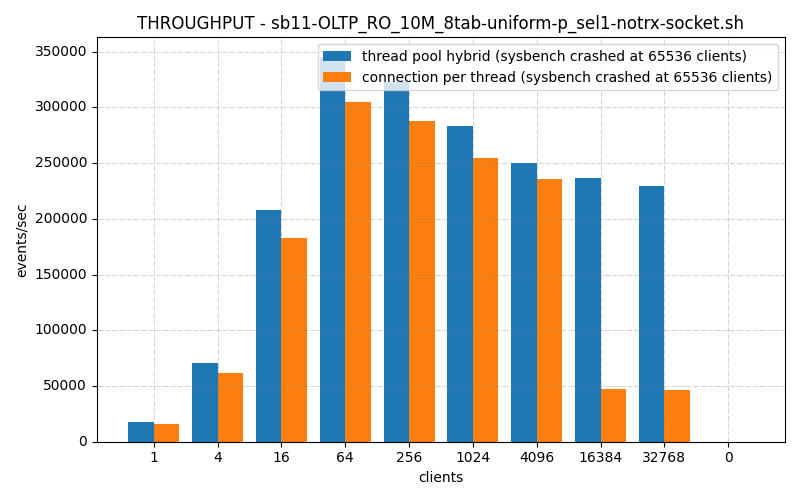 THROUGHPUT - sb11-OLTP_RO_10M_8tab-uniform-p_sel1-notrx-socket.sh
thread pool hybrid (sysbench crashed at 65536 clients)
connection per thread (sysbench crashed at 65536 clients)
events/sec
350000
300000
250000
200000
150000
100000
50000
0
1 4 16 64 256 1024 4096 16384 32768 0
clients